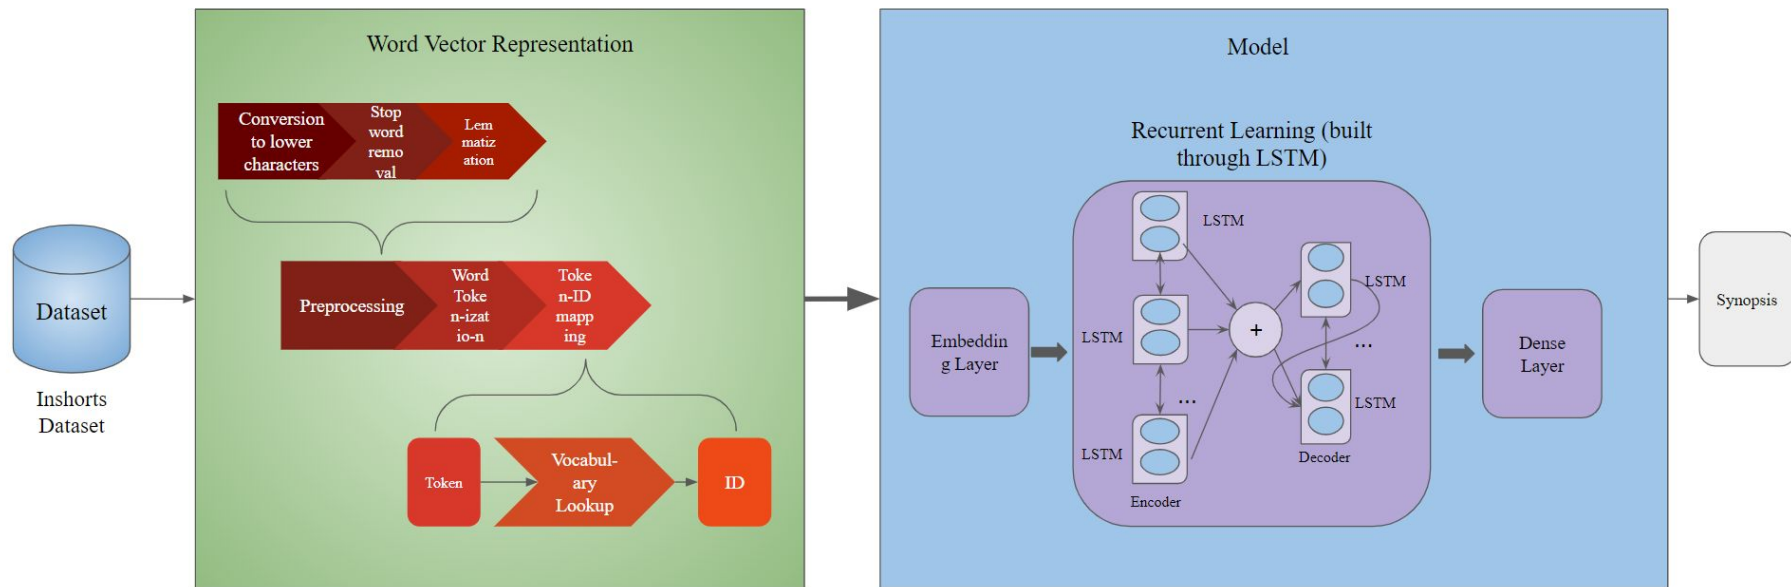 Word Vector Representation
Conversion
to lower
characters
Stop
word
remo
val
Lem
matiz
ation
Preprocessing
Word
Toke
n-izat
io-n
Toke
n-ID
mapp
ing
Token
Vocabul-
ary
Lookup
ID
Dataset
Inshorts
Dataset
Model
Recurrent Learning (built
through LSTM)
Embeddin
g Layer
LSTM
LSTM
...
LSTM
Encoder
+
LSTM
...
LSTM
Decoder
Dense
Layer
Synopsis